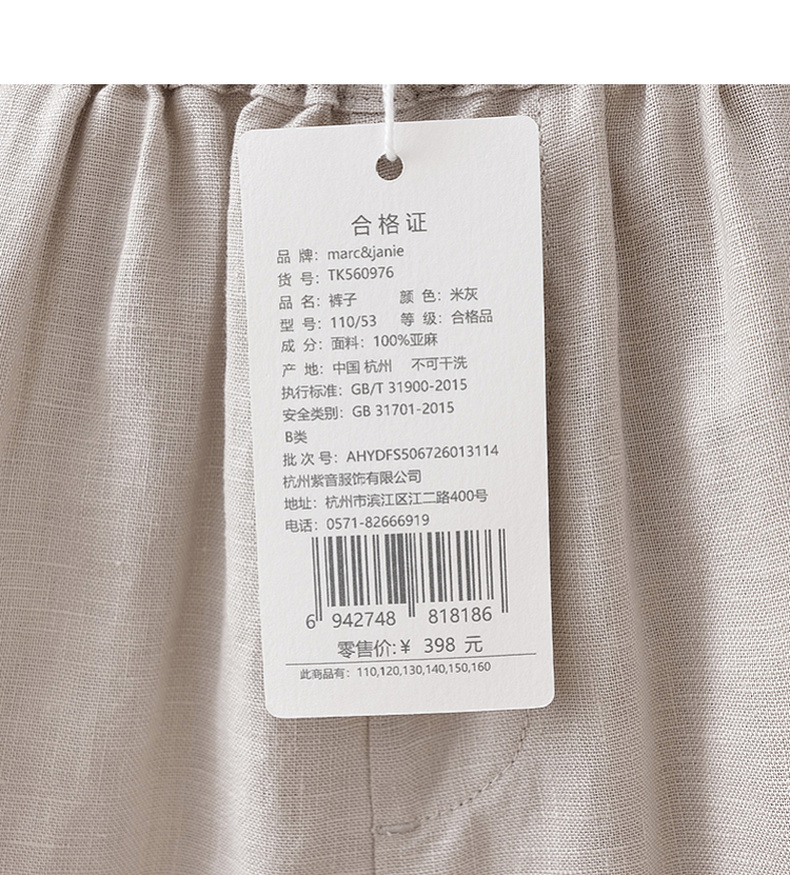 合格证
品 牌：marc&janie
货 号：TK560976
品 名：裤子 颜 色：米灰
型 号：110/53 等 级：合格品
成 分：面料：100%亚麻
产 地：中国 杭州 不可干洗
执行标准：GB/T 31900-2015
安全类别：GB 31701-2015
B类
批 次 号：AHYDFS506726013114
杭州紫音服饰有限公司
地址：杭州市滨江区江二路400号
电话：0571-82666919
6 942748 818186
零售价:¥ 398 元
此商品有：110,120,130,140,150,160